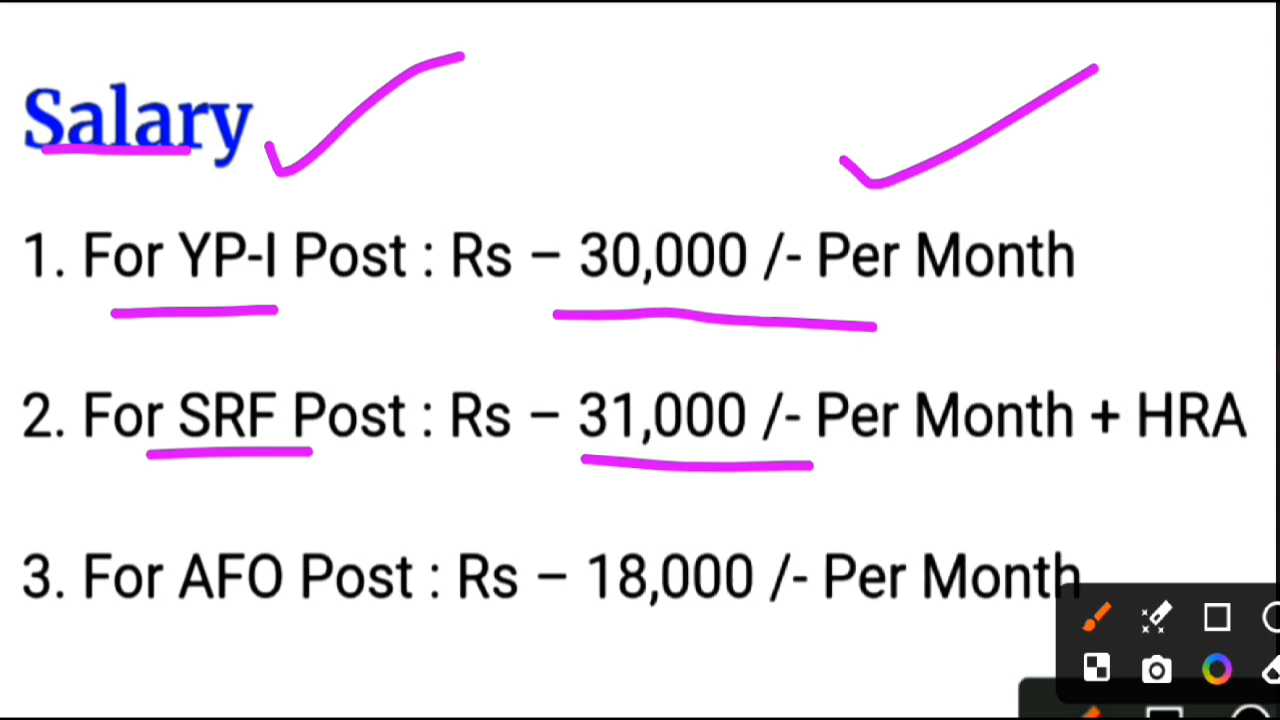 Salary
1. For YP-I Post : Rs – 30,000 /- Per Month
2. For SRF Post : Rs – 31,000 /- Per Month + HRA
3. For AFO Post : Rs – 18,000 /- Per Month